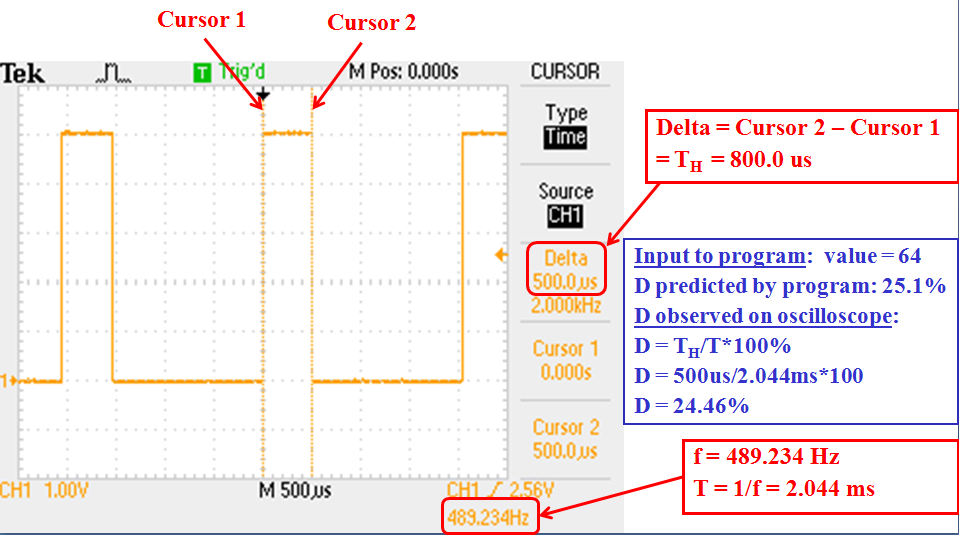 Cursor 1
Cursor 2
Tek
T Trig'd
M Pos: 0.000s
CURSOR
Type
Time
Source
CH1
Delta
500.0us
2.000kHz
Cursor 1
0.000s
Cursor 2
500.0us
1
CH1 1.00V
M 500us
CH1 2.56V
489.234Hz
Delta = Cursor 2 – Cursor 1
= TH = 800.0 us
Input to program: value = 64
D predicted by program: 25.1%
D observed on oscilloscope:
D = TH/T*100%
D = 500us/2.044ms*100
D = 24.46%
f = 489.234 Hz
T = 1/f = 2.044 ms